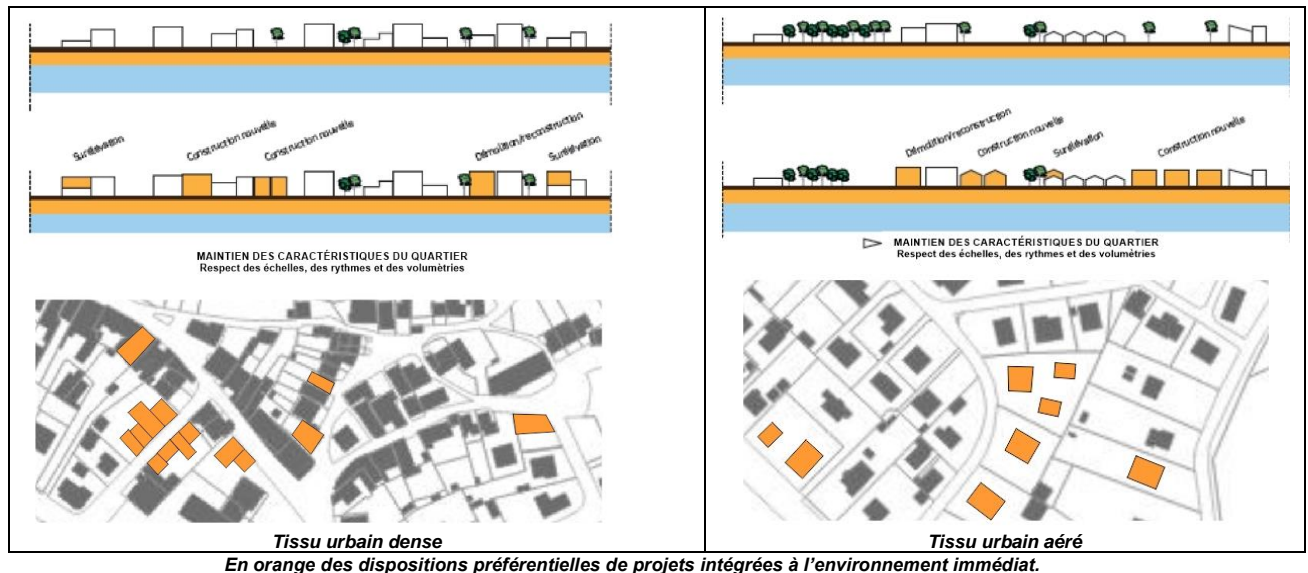 Surélévation
Construction nouvelle
Construction nouvelle
Démolition/reconstruction
Surélévation
MAINTIEN DES CARACTÉRISTIQUES DU QUARTIER
Respect des échelles, des rythmes et des volumètries
Tissu urbain dense
Démolition/reconstruction
Construction nouvelle
Surélévation
Construction nouvelle
MAINTIEN DES CARACTÉRISTIQUES DU QUARTIER
Respect des échelles, des rythmes et des volumètries
Tissu urbain aéré
En orange des dispositions préférentielles de projets intégrées à l'environnement immédiat.